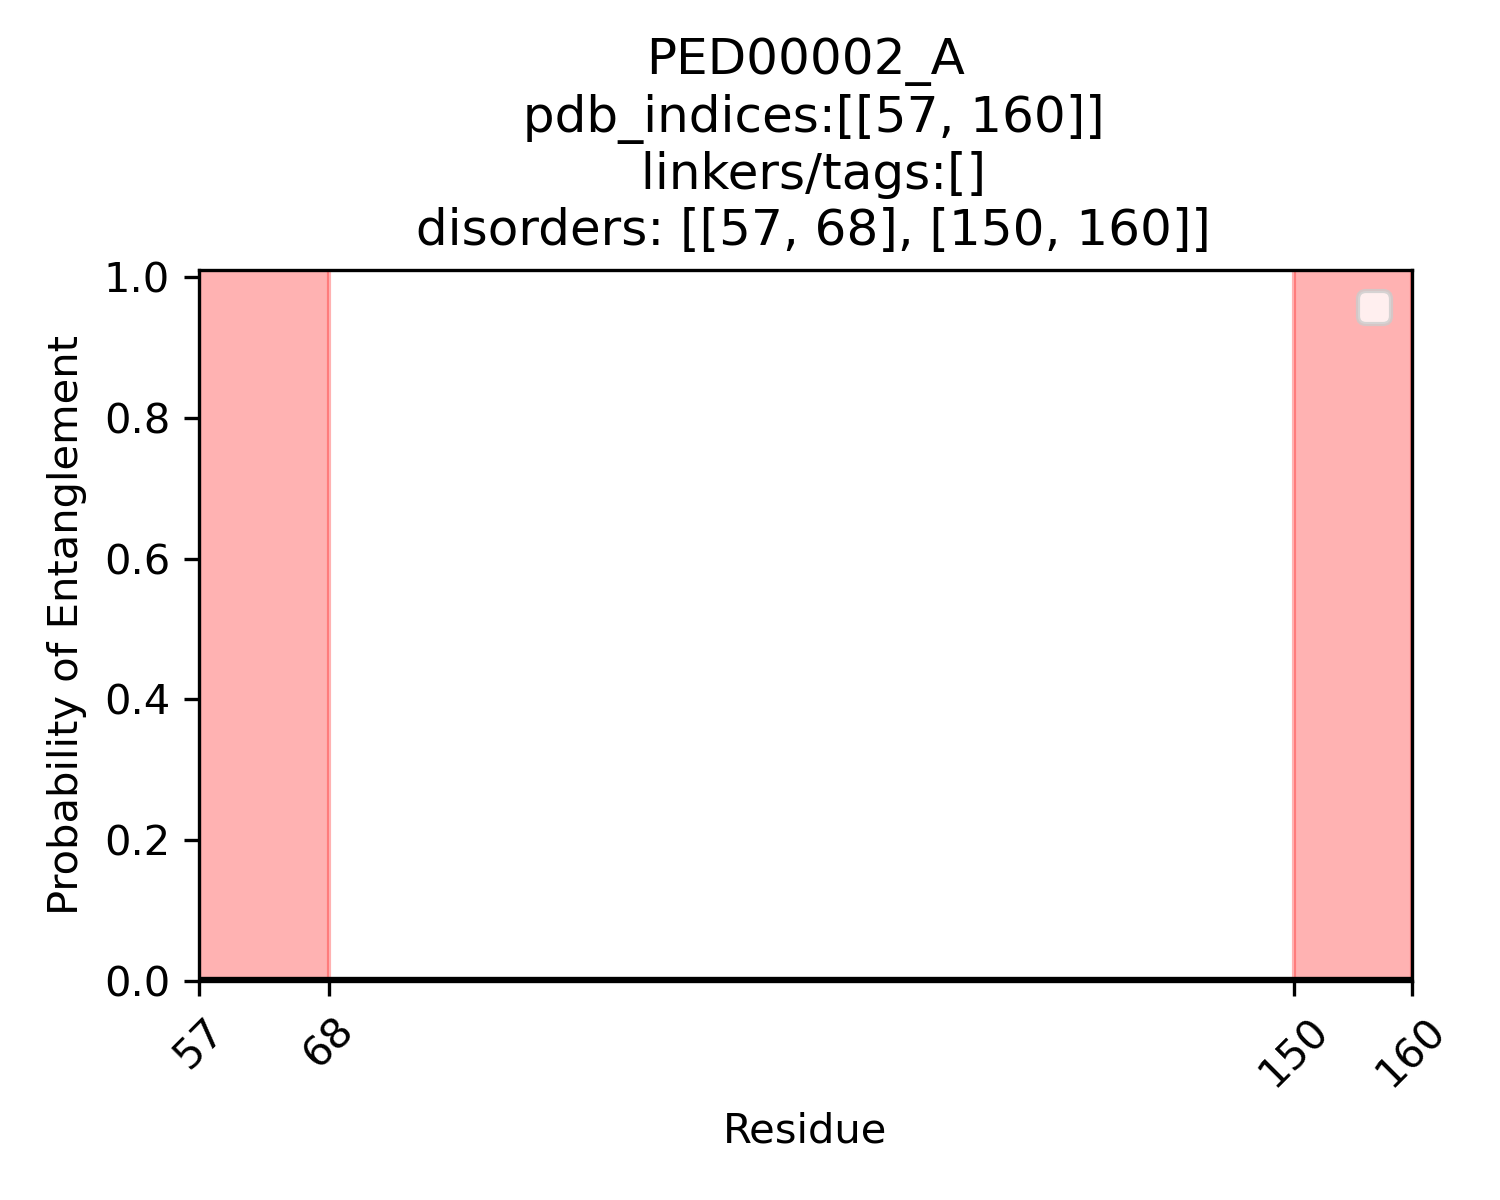 PED00002_A
pdb_indices:[[57, 160]]
linkers/tags:[]
disorders: [[57, 68], [150, 160]]
1.0
0.8
0.6
0.4
0.2
0.0
Probability of Entanglement
57
68
150
160
Residue